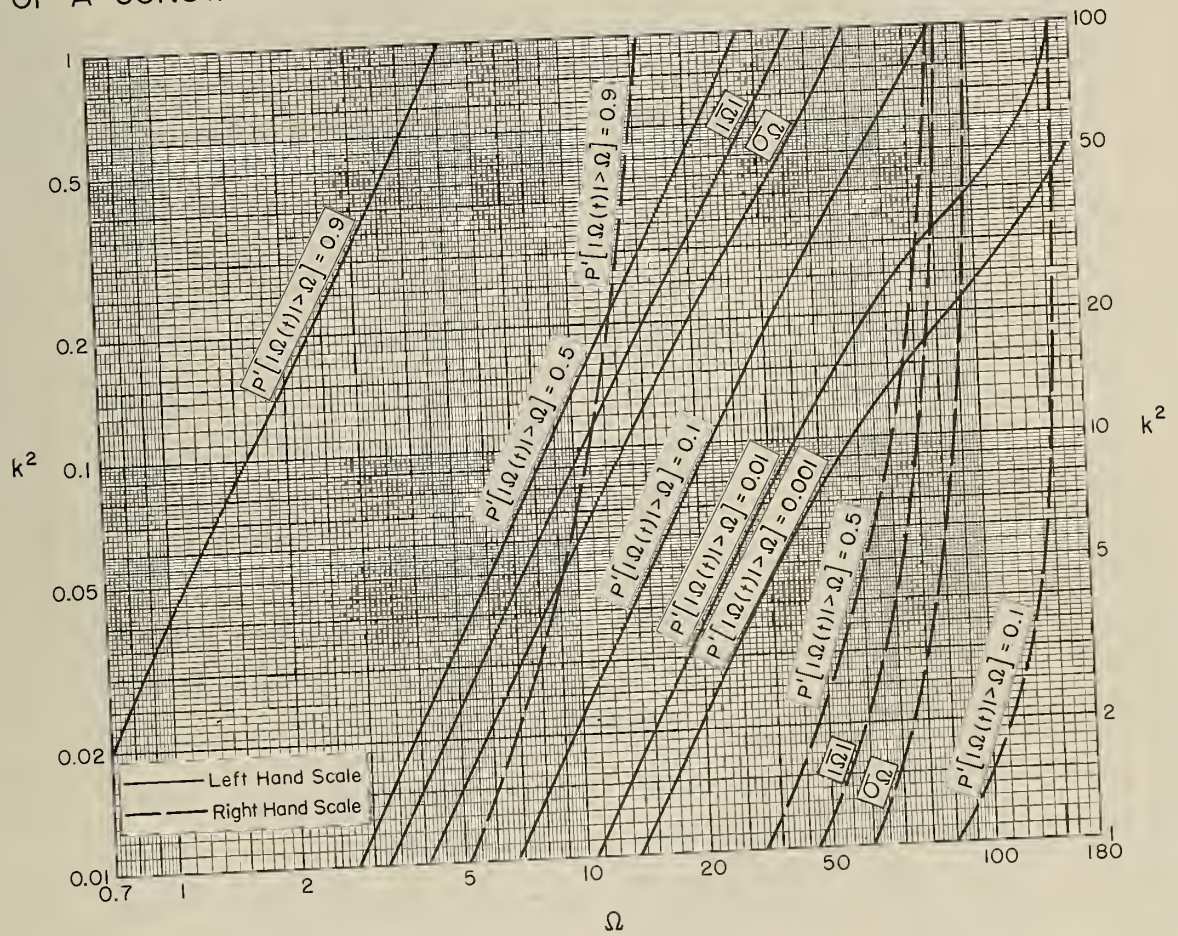 OF A
1
0.5
0.2
k²
0.1
0.05
0.02
0.01
100
50
20
10
k²
5
2
1
0.7
1
2
5
10
20
50
100
180
Ω
P'[|Ω(t)|>Ω] = 0.9
P'[|Ω(t)|>Ω] = 0.9
|Ω̅|
σΩ
P'[|Ω(t)|>Ω] = 0.5
P'[|Ω(t)|>Ω] = 0.1
P'[|Ω(t)|>Ω] = 0.01
P'[|Ω(t)|>Ω] = 0.001
P'[|Ω(t)|>Ω] = 0.5
|Ω̅|
σΩ
P'[|Ω(t)|>Ω] = 0.1
Left Hand Scale
Right Hand Scale